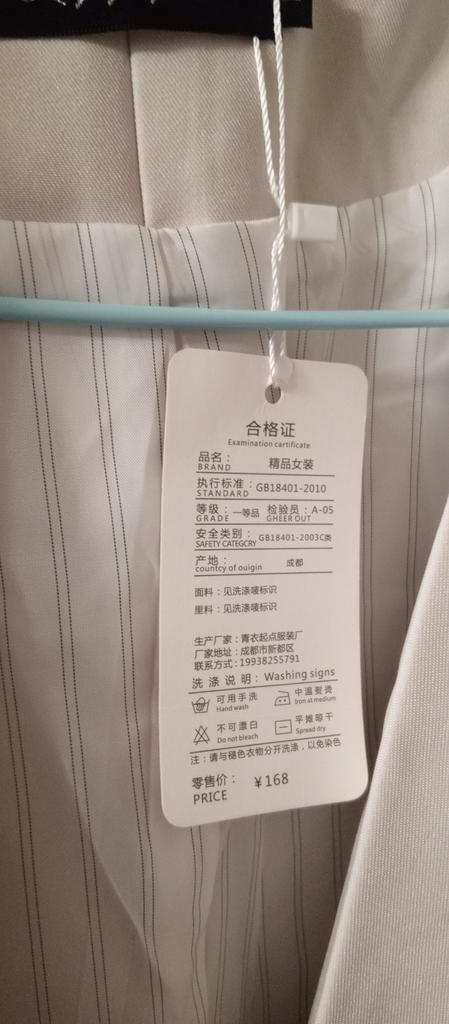 合格证
Examination cartificate
品名： 精品女装
BRAND
执行标准：GB18401-2010
STANDARD
等级：一等品 检验员：A-05
GRADE GHEER OUT
安全类别：GB18401-2003C类
SAFETY CATEGCRY
产地： 成都
countcy of ouigin
面料：见洗涤唛标识
里料：见洗涤唛标识
生产厂家：青衣起点服装厂
厂家地址：成都市新都区
联系方式：19938255791
洗涤说明：Washing signs
可用手洗 中温熨烫
Hand wash Iron at medium
不可漂白 平摊晾干
Do not bleach Spread dry
注：请与褪色衣物分开洗涤，以免染色
零售价： ￥168
PRICE